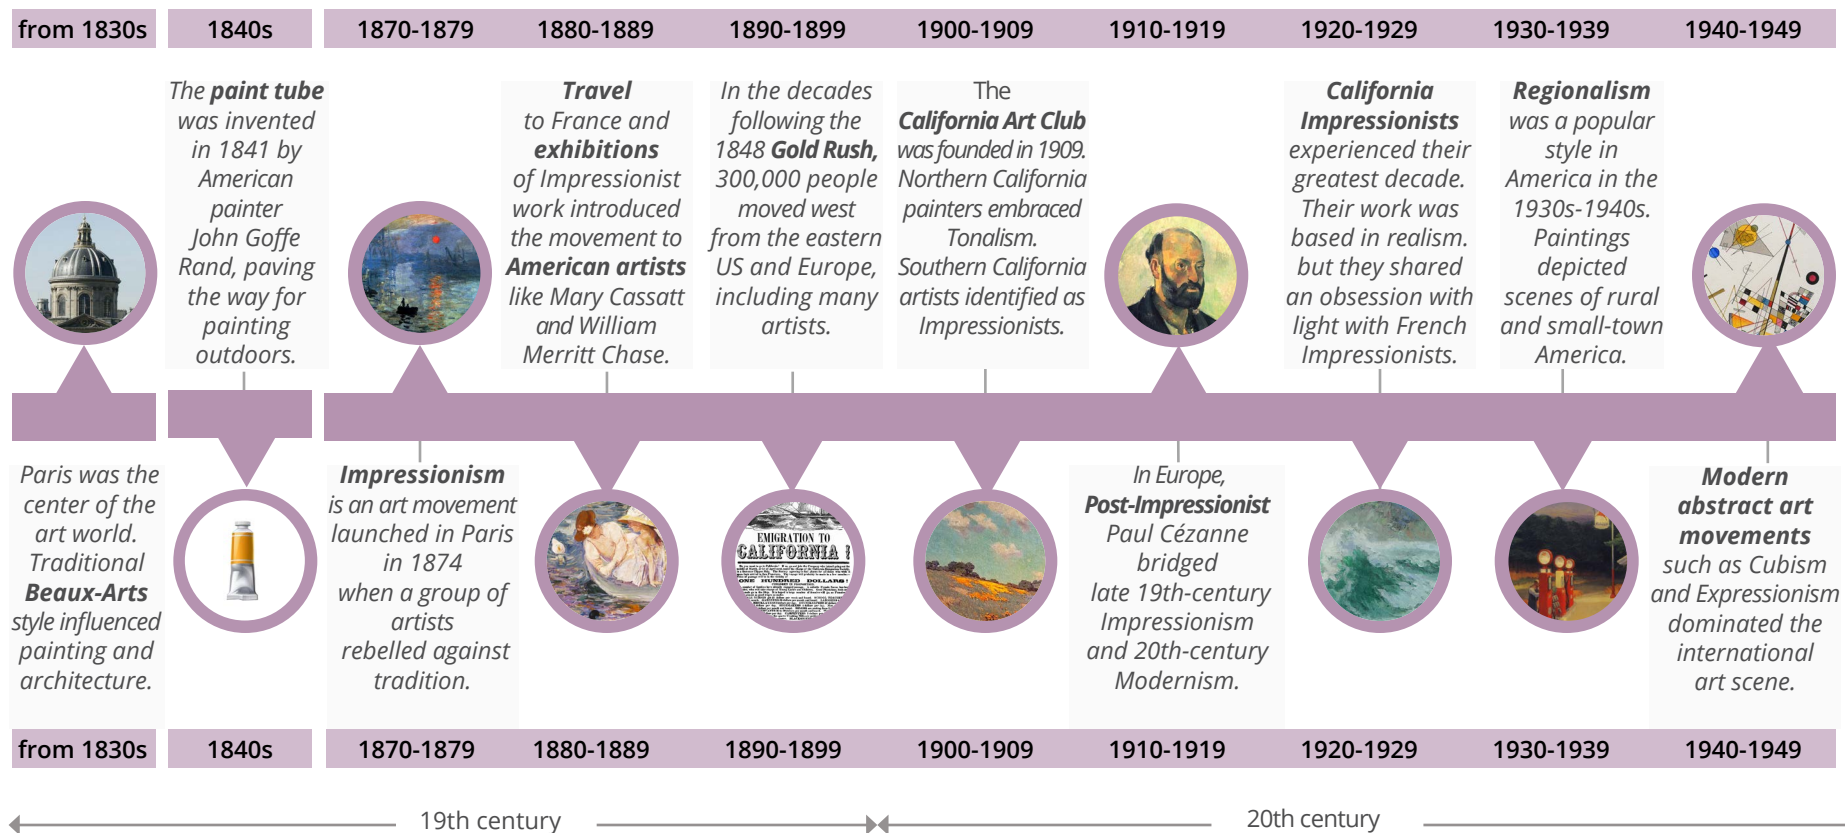 from 1830s
1840s
1870-1879
1880-1889
1890-1899
1900-1909
1910-1919
1920-1929
1930-1939
1940-1949
The paint tube
was invented
in 1841 by
American
painter
John Goffe
Rand, paving
the way for
painting
outdoors.
Travel
to France and
exhibitions
of Impressionist
work introduced
the movement to
American artists
like Mary Cassatt
and William
Merritt Chase.
In the decades
following the
1848 Gold Rush,
300,000 people
moved west
from the eastern
US and Europe,
including many
artists.
The
California Art Club
was founded in 1909.
Northern California
painters embraced
Tonalism.
Southern California
artists identified as
Impressionists.
California
Impressionists
experienced their
greatest decade.
Their work was
based in realism.
but they shared
an obsession with
light with French
Impressionists.
Regionalism
was a popular
style in
America in the
1930s-1940s.
Paintings
depicted
scenes of rural
and small-town
America.
Paris was the
center of the
art world.
Traditional
Beaux-Arts
style influenced
painting and
architecture.
Impressionism
is an art movement
launched in Paris
in 1874
when a group of
artists
rebelled against
tradition.
EMIGRATION TO
CALIFORNIA !
ONE HUNDRED DOLLARS!
In Europe,
Post-Impressionist
Paul Cézanne
bridged
late 19th-century
Impressionism
and 20th-century
Modernism.
Modern
abstract art
movements
such as Cubism
and Expressionism
dominated the
international
art scene.
from 1830s
1840s
1870-1879
1880-1889
1890-1899
1900-1909
1910-1919
1920-1929
1930-1939
1940-1949
19th century
20th century